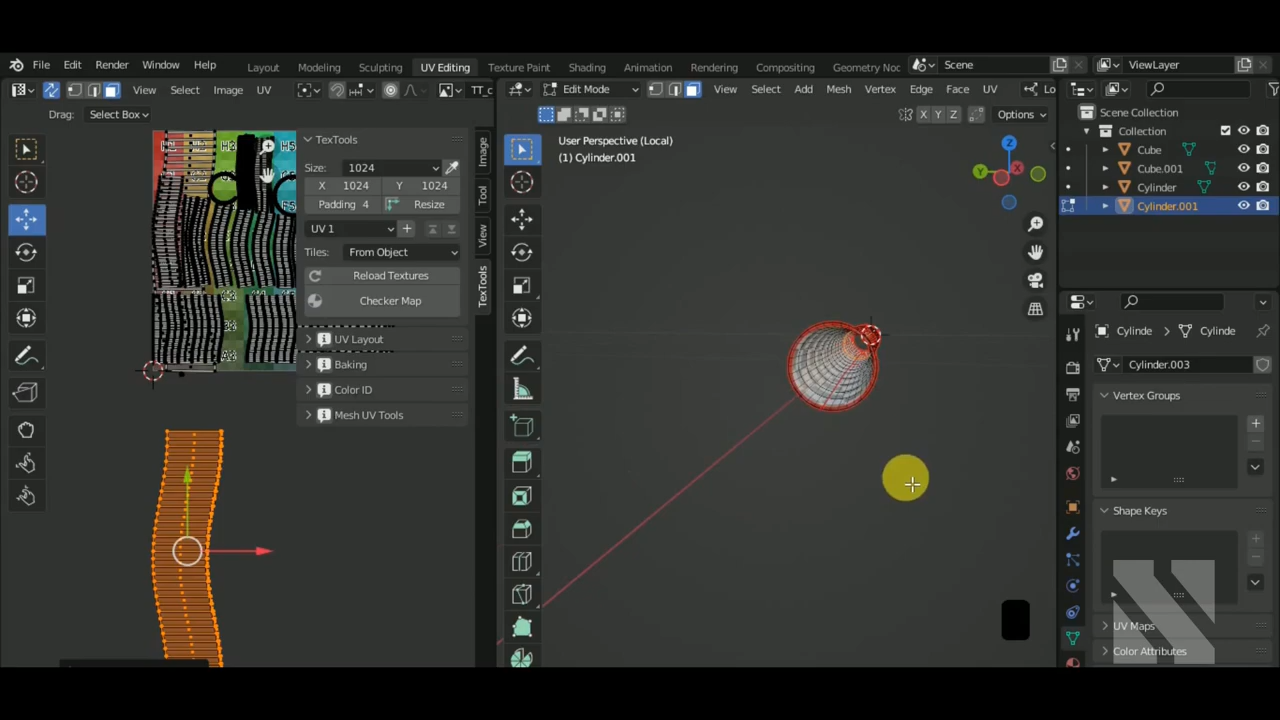 File Edit Render Window Help Layout Modeling Sculpting UV Editing Texture Paint Shading Animation Rendering Compositing Geometry Noc Scene ViewLayer
View Select Image UV TT_c Edit Mode View Select Add Mesh Vertex Edge Face UV Lo
Drag: Select Box X Y Z Options
TexTools
Size: 1024
X 1024 Y 1024
Padding 4 Resize
UV 1
Tiles: From Object
Reload Textures
Checker Map
UV Layout
Baking
Color ID
Mesh UV Tools
Image
Tool
View
TexTools
User Perspective (Local)
(1) Cylinder.001
Z
X
Y
Scene Collection
Collection
Cube
Cube.001
Cylinder
Cylinder.001
Cylinde Cylinde
Cylinder.003
Vertex Groups
Shape Keys
UV Maps
Color Attributes